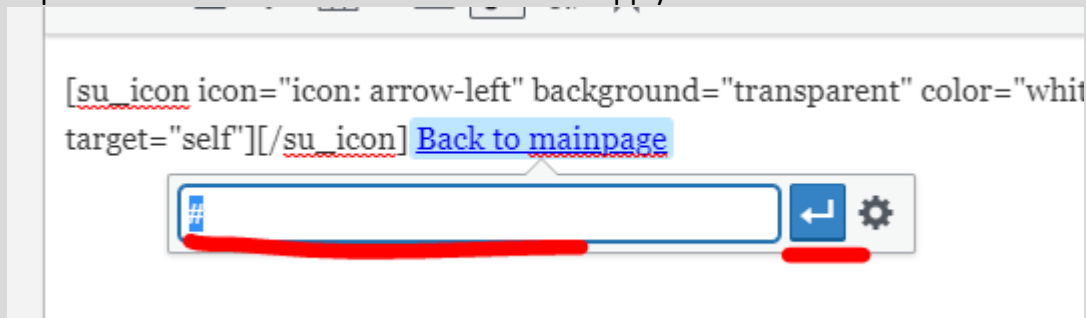 [su_icon icon="icon: arrow-left" background="transparent" color="whit
target="self"][/su_icon] Back to mainpage
#